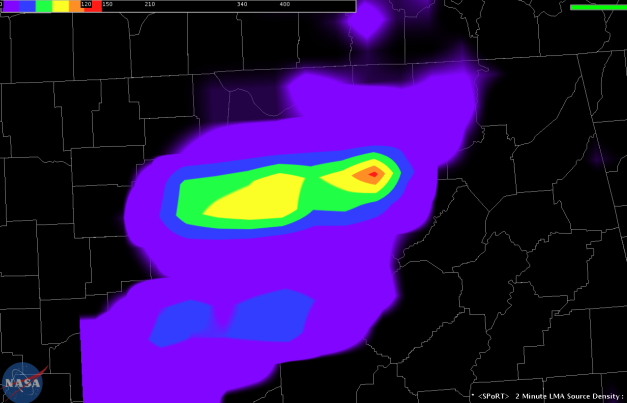 120 150 210 340 400
NASA
* <SPoRT> 2 Minute LMA Source Density :